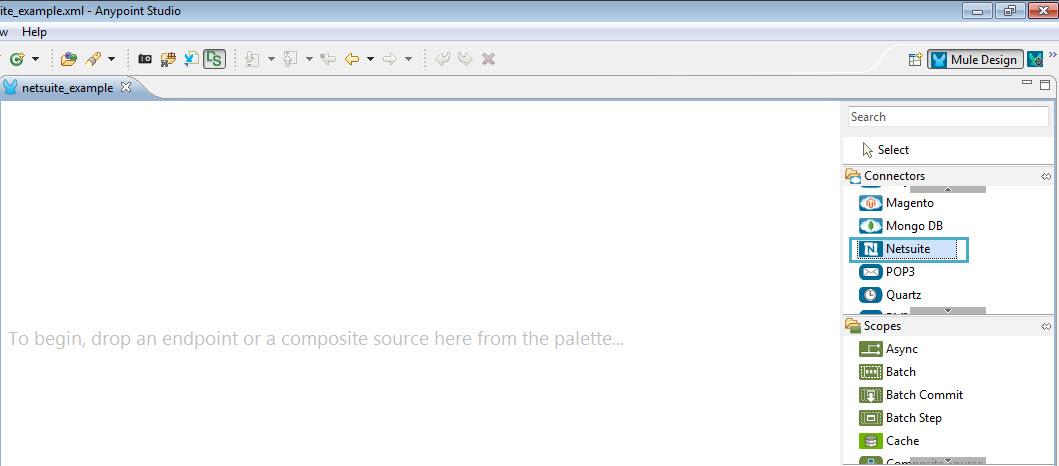 ite_example.xml - Anypoint Studio
w Help
Mule Design
netsuite_example
Search
Select
Connectors
Magento
Mongo DB
Netsuite
POP3
Quartz
Scopes
Async
Batch
Batch Commit
Batch Step
Cache
To begin, drop an endpoint or a composite source here from the palette...